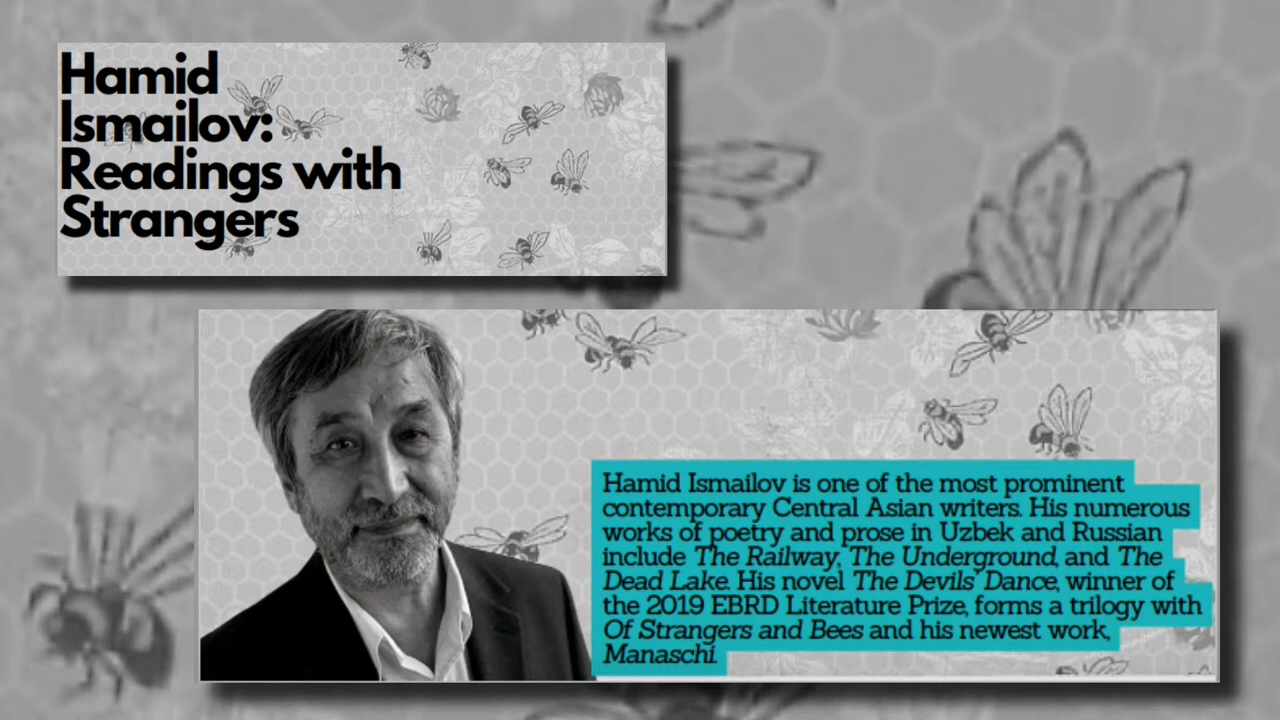 Hamid
Ismailov:
Readings with
Strangers
Hamid Ismailov is one of the most prominent
contemporary Central Asian writers. His numerous
works of poetry and prose in Uzbek and Russian
include The Railway, The Underground, and The
Dead Lake. His novel The Devils' Dance, winner of
the 2019 EBRD Literature Prize, forms a trilogy with
Of Strangers and Bees and his newest work,
Manaschi.